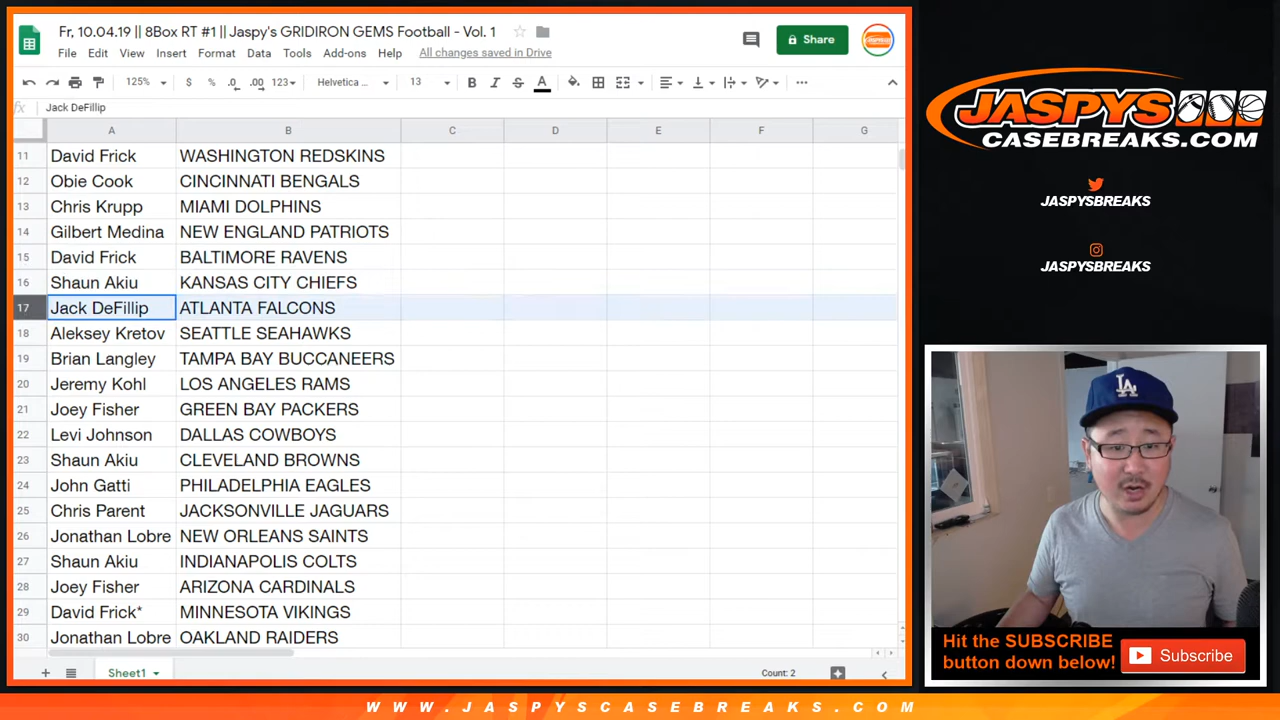 Fr, 10.04.19 || 8Box RT #1 || Jaspy's GRIDIRON GEMS Football - Vol. 1
File Edit View Insert Format Data Tools Add-ons Help All changes saved in Drive
Share
125% $ % .0 .00 123 Helvetica ... 13 B I S A
fx Jack DeFillip
A B C D E F G
11 David Frick WASHINGTON REDSKINS
12 Obie Cook CINCINNATI BENGALS
13 Chris Krupp MIAMI DOLPHINS
14 Gilbert Medina NEW ENGLAND PATRIOTS
15 David Frick BALTIMORE RAVENS
16 Shaun Akiu KANSAS CITY CHIEFS
17 Jack DeFillip ATLANTA FALCONS
18 Aleksey Kretov SEATTLE SEAHAWKS
19 Brian Langley TAMPA BAY BUCCANEERS
20 Jeremy Kohl LOS ANGELES RAMS
21 Joey Fisher GREEN BAY PACKERS
22 Levi Johnson DALLAS COWBOYS
23 Shaun Akiu CLEVELAND BROWNS
24 John Gatti PHILADELPHIA EAGLES
25 Chris Parent JACKSONVILLE JAGUARS
26 Jonathan Lobre NEW ORLEANS SAINTS
27 Shaun Akiu INDIANAPOLIS COLTS
28 Joey Fisher ARIZONA CARDINALS
29 David Frick* MINNESOTA VIKINGS
30 Jonathan Lobre OAKLAND RAIDERS
Sheet1
Count: 2
JASPYS
CASEBREAKS.COM
JASPYSBREAKS
JASPYSBREAKS
LA
Hit the SUBSCRIBE
button down below!
Subscribe
WWW.JASPYSCASEBREAKS.COM